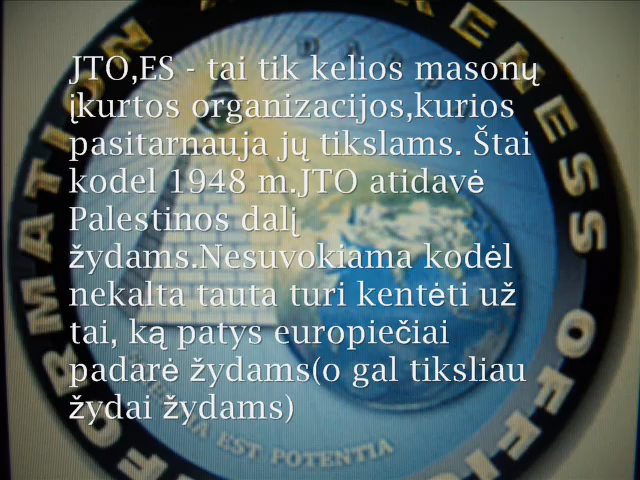 JTO,ES - tai tik kelios masonų
įkurtos organizacijos,kurios
pasitarnauja jų tikslams. Štai
kodel 1948 m.JTO atidavė
Palestinos dalį
žydams.Nesuvokiama kodėl
nekalta tauta turi kentėti už
tai, ką patys europiečiai
padarė žydams(o gal tiksliau
žydai žydams)
EST POTENTIA